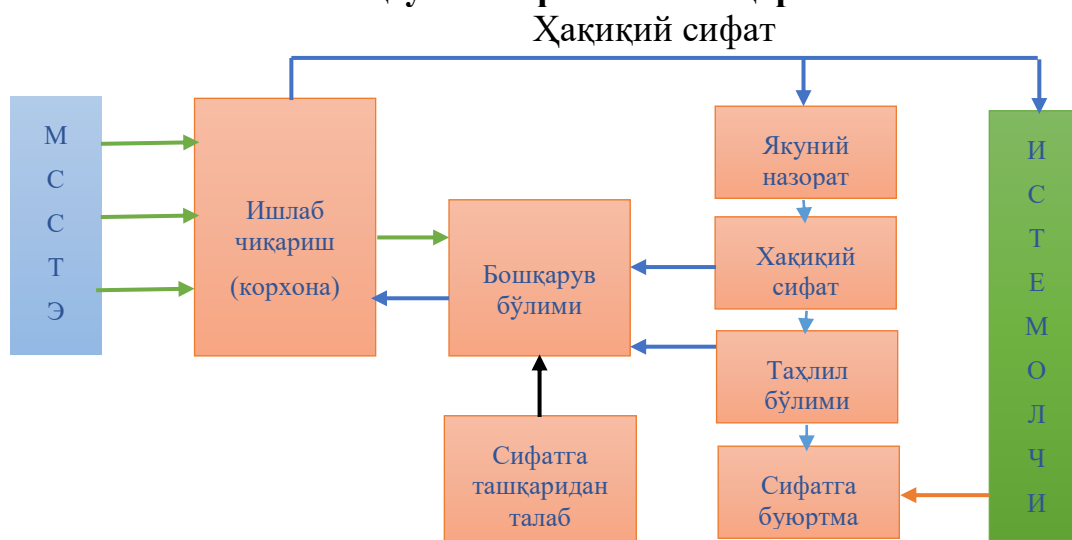 Ҳақиқий сифат
М
С
С
Т
Э
Ишлаб
чиқариш
(корхона)
Бошқарув
бўлими
Сифатга
ташқаридан
талаб
Якуний
назорат
Хақиқий
сифат
Таҳлил
бўлими
Сифатга
буюртма
И
С
Т
Е
М
О
Л
Ч
И